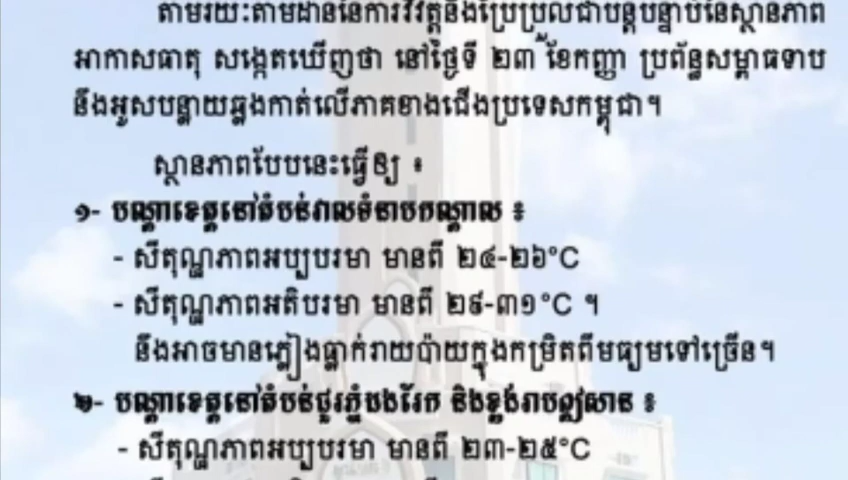 តាមរយៈតាមដាននៃការវិវត្តនិងប្រែប្រួលជាបន្តបន្ទាប់នៃស្ថានភាព
អាកាសធាតុ សង្កេតឃើញថា នៅថ្ងៃទី ២៣ ខែកញ្ញា ប្រព័ន្ធសម្ពាធទាប
នឹងអូសបន្លាយឆ្លងកាត់លើភាគខាងជើងប្រទេសកម្ពុជា។
ស្ថានភាពបែបនេះធ្វើឲ្យ ៖
១- បណ្តាខេត្តនៅតំបន់វាលទំនាបកណ្តាល ៖
- សីតុណ្ហភាពអប្បបរមា មានពី ២៤-២៦°C
- សីតុណ្ហភាពអតិបរមា មានពី ២៩-៣១°C ។
នឹងអាចមានភ្លៀងធ្លាក់រាយប៉ាយក្នុងកម្រិតពីមធ្យមទៅច្រើន។
២- បណ្តាខេត្តនៅតំបន់ជួរភ្នំដងរែក និងខ្ពង់រាបឦសាន ៖
- សីតុណ្ហភាពអប្បបរមា មានពី ២៣-២៥°C